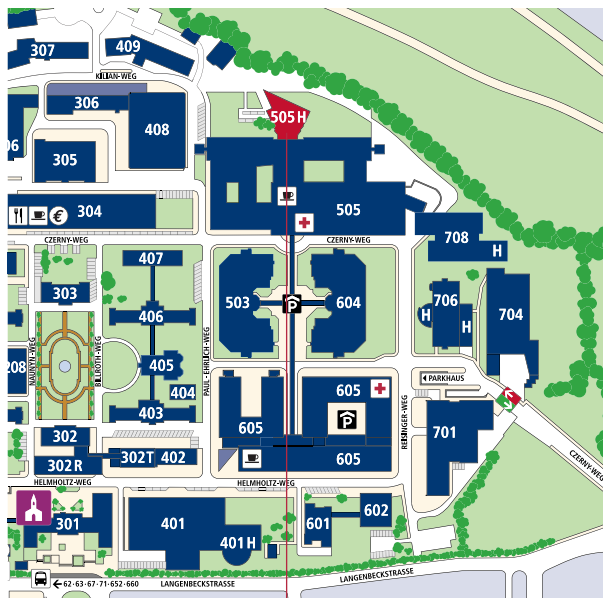 307
409
KILIAN-WEG
306
408
505 H
06
305
304
€
505
CZERNY-WEG
CZERNY-WEG
708
H
407
303
503
604
706
H
H
704
406
NAUNYN-WEG
BILLROTH-WEG
PAUL-EHRLICH-WEG
P
208
405
404
403
PARKHAUS
605
605
P
REISINGER-WEG
701
302
302 R
302T
402
605
CZERNY-WEG
HELMHOLTZ-WEG
HELMHOLTZ-WEG
301
401
401 H
601
602
62·63·67·71·652·660
LANGENBECKSTRASSE
LANGENBECKSTRASSE